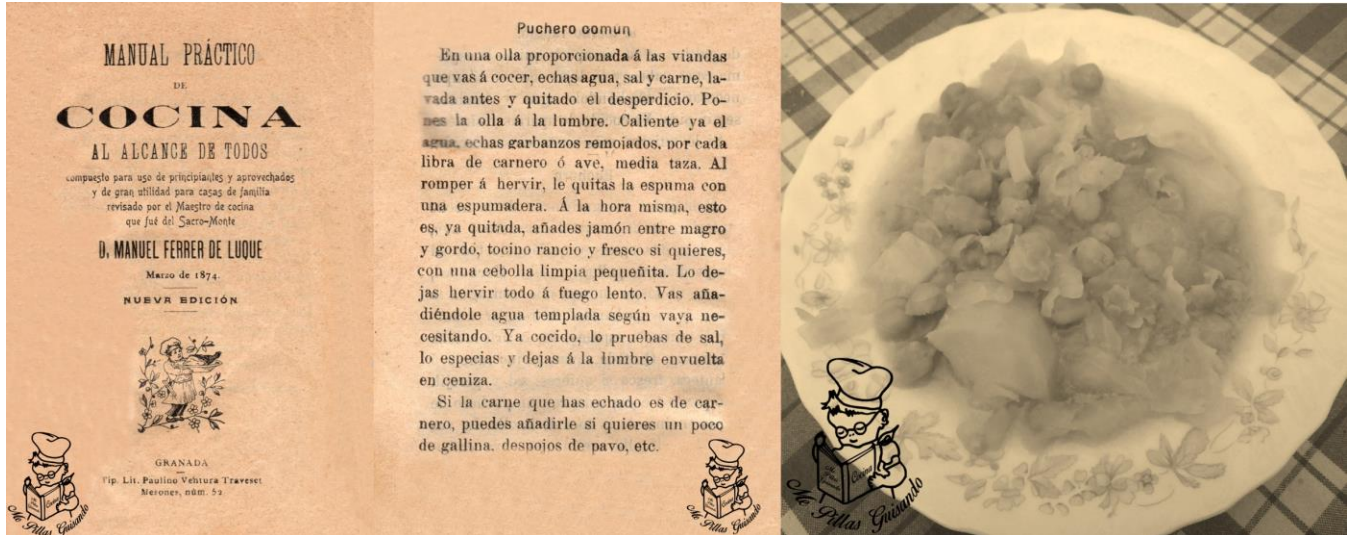 MANUAL PRÁCTICO
DE
COCINA
AL ALCANCE DE TODOS
compuesto para uso de principiantes y aprovechados
y de gran utilidad para casas de familia
revisado por el Maestro de cocina
que fué del Sacro-Monte
D. MANUEL FERRER DE LUQUE
Marzo de 1874.
NUEVA EDICIÓN
GRANADA
Tip. Lit. Paulino Ventura Traveset
Mesones, núm. 52
Me Pillas Guisando
Puchero común
En una olla proporcionada á las viandas
que vas á cocer, echas agua, sal y carne, la-
vada antes y quitado el desperdicio. Po-
nes la olla á la lumbre. Caliente ya el
agua, echas garbanzos remojados, por cada
libra de carnero ó ave, media taza. Al
romper á hervir, le quitas la espuma con
una espumadera. Á la hora misma, esto
es, ya quitada, añades jamón entre magro
y gordo, tocino rancio y fresco si quieres,
con una cebolla limpia pequeñita. Lo de-
jas hervir todo á fuego lento. Vas aña-
diéndole agua templada según vaya ne-
cesitando. Ya cocido, lo pruebas de sal,
lo especias y dejas á la lumbre envuelta
en ceniza.
Si la carne que has echado es de car-
nero, puedes añadirle si quieres un poco
de gallina, despojos de pavo, etc.
Me Pillas Guisando
Cocina
Me Pillas Guisando